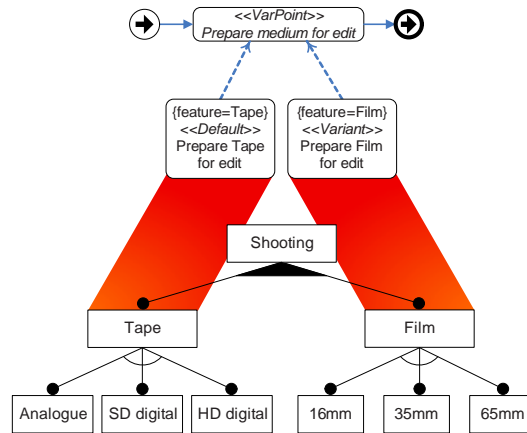 <<VarPoint>>
Prepare medium for edit
{feature=Tape}
<<Default>>
Prepare Tape
for edit
{feature=Film}
<<Variant>>
Prepare Film
for edit
Shooting
Tape
Film
Analogue
SD digital
HD digital
16mm
35mm
65mm